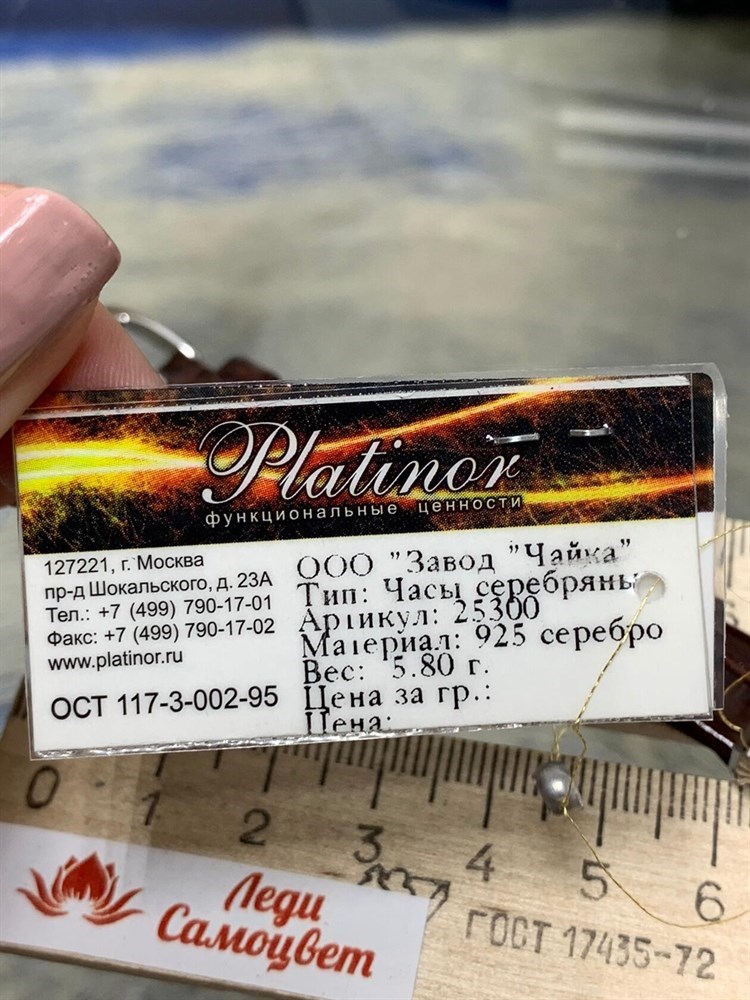 Platinor
функциональные ценности
127221, г. Москва
пр-д Шокальского, д. 23А
Тел.: +7 (499) 790-17-01
Факс: +7 (499) 790-17-02
www.platinor.ru
ОСТ 117-3-002-95
ООО "Завод "Чайка"
Тип: Часы серебряны
Артикул: 25300
Материал: 925 серебро
Вес: 5.80 г.
Цена за гр.:
Цена:
0 1 2 3 4 5 6
ГОСТ 17435-72
Леди
Самоцвет